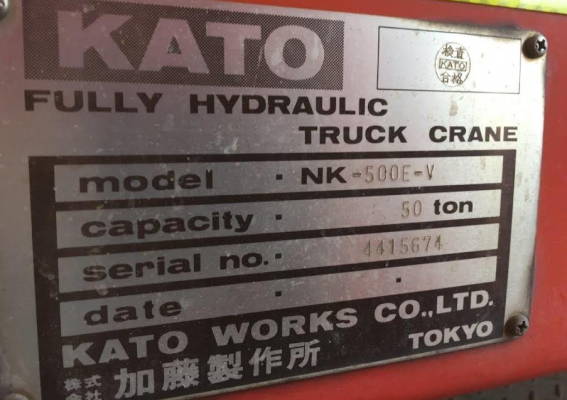 KATO
検査
KATO
合格
FULLY HYDRAULIC
TRUCK CRANE
model · NK-500E-V
capacity · 50 ton
serial no. · 4415674
date · ·
KATO WORKS CO.,LTD.
株式会社 加藤製作所 TOKYO